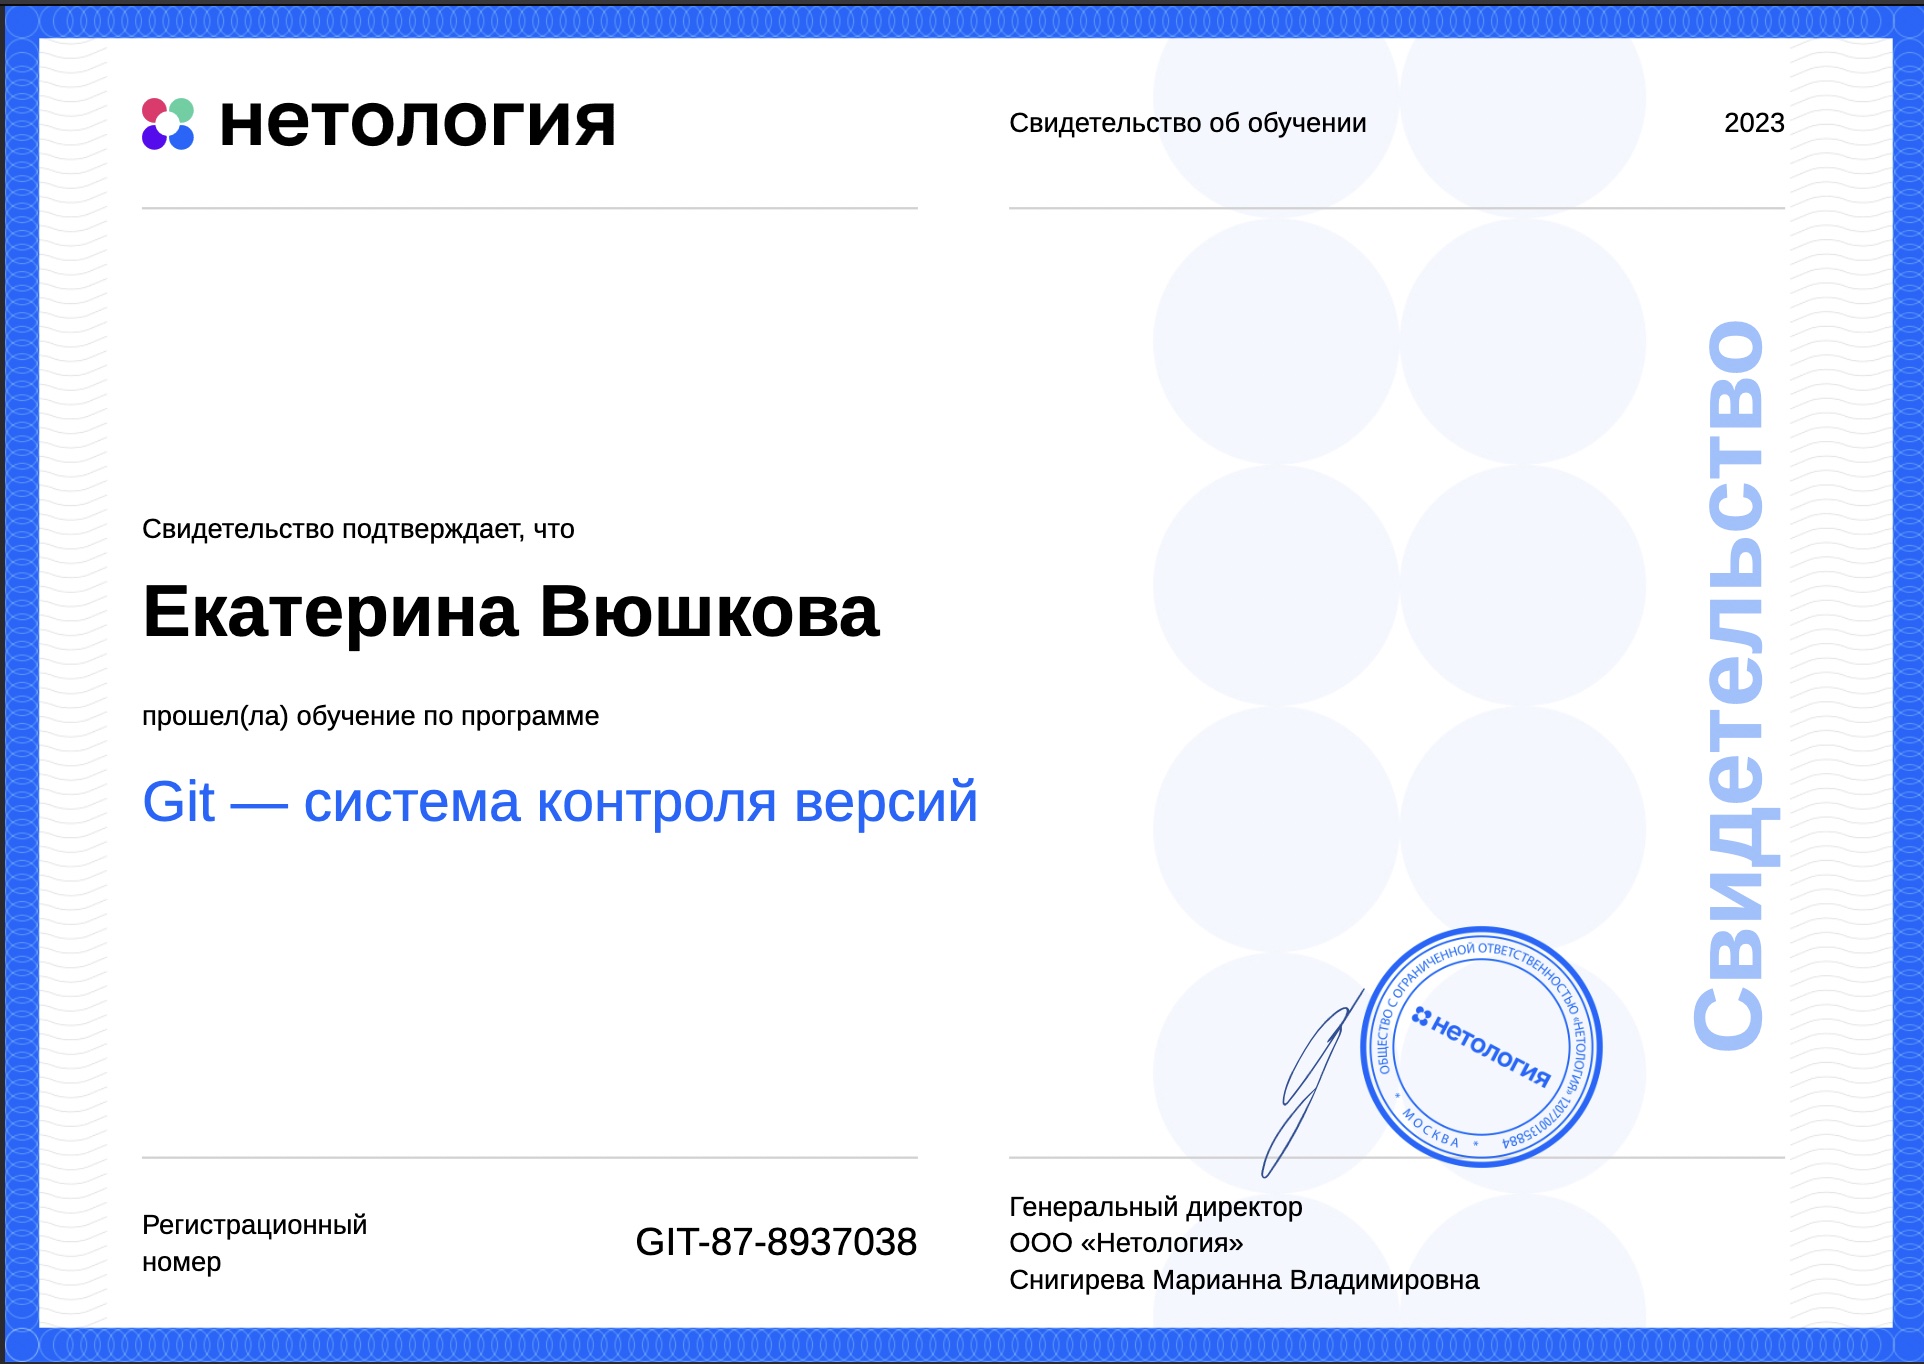 нетология
Свидетельство об обучении
2023
Свидетельство подтверждает, что
Екатерина Вюшкова
прошел(ла) обучение по программе
Git — система контроля версий
Свидетельство
ОБЩЕСТВО С ОГРАНИЧЕННОЙ ОТВЕТСТВЕННОСТЬЮ «НЕТОЛОГИЯ» 1207700135884
* МОСКВА *
нетология
Регистрационный
номер
GIT-87-8937038
Генеральный директор
ООО «Нетология»
Снигирева Марианна Владимировна